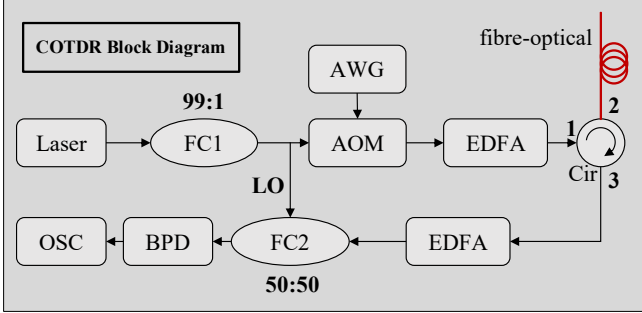 COTDR Block Diagram
fibre-optical
AWG
99:1
2
1
Laser
FC1
AOM
EDFA
Cir
3
LO
OSC
BPD
FC2
EDFA
50:50